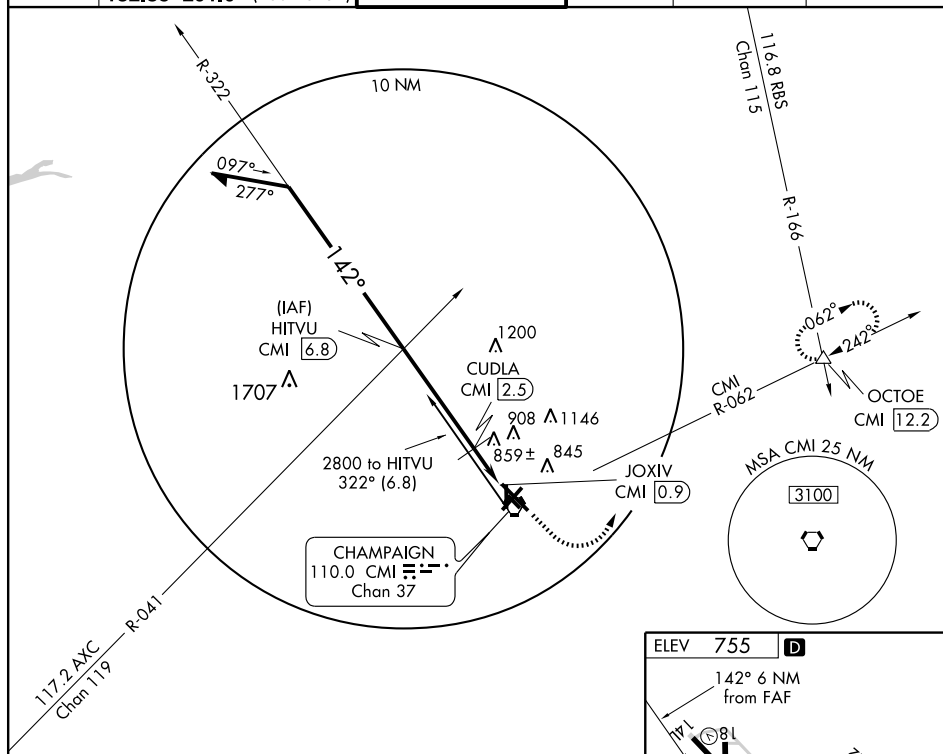 R-322
10 NM
116.8 RBS
Chan 115
097°
277°
R-166
142°
(IAF)
HITVU
CMI 6.8
1200
062°
242°
CUDLA
CMI 2.5
1707
908
1146
CMI
R-062
OCTOE
CMI 12.2
859±
845
2800 to HITVU
322° (6.8)
JOXIV
CMI 0.9
MSA CMI 25 NM
3100
CHAMPAIGN
110.0 CMI
Chan 37
R-041
117.2 AXC
Chan 119
ELEV 755 D
142° 6 NM
from FAF
14L
18